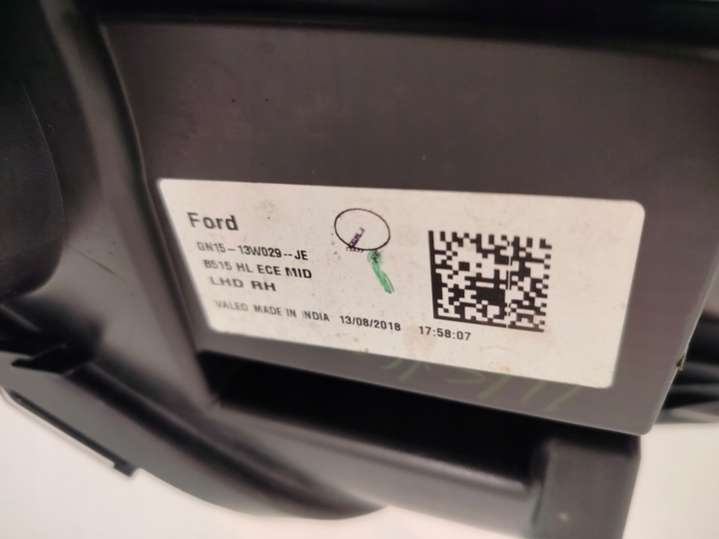 Ford
GN15-13W029--JE
B515 HL ECE MID
LHD RH
VALEO MADE IN INDIA 13/08/2018 17:58:07